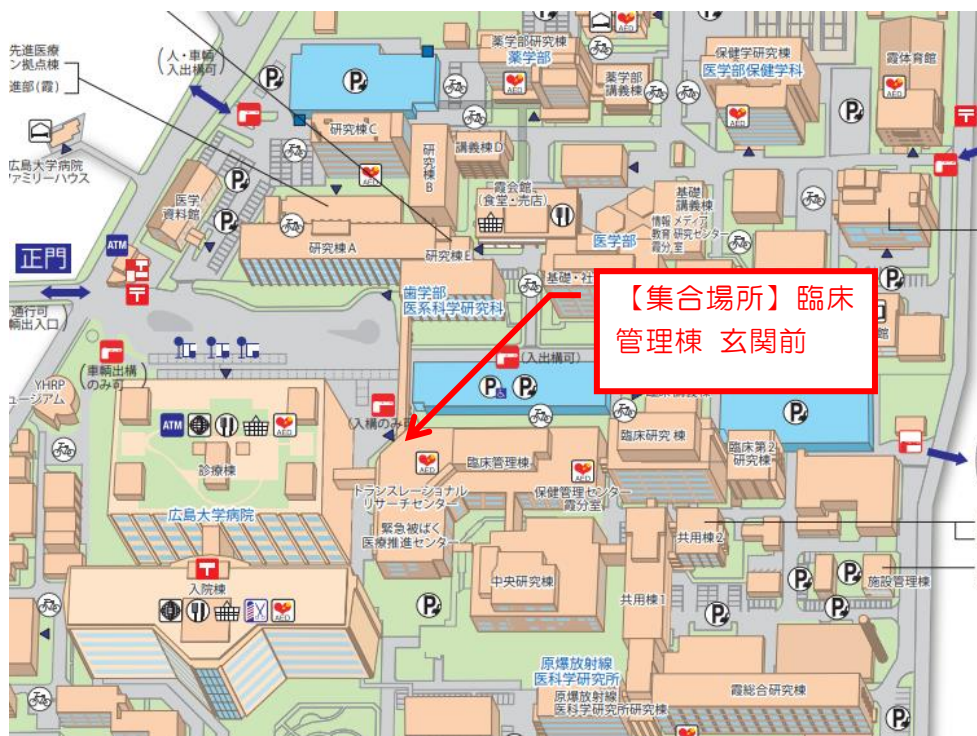 先進医療
ン拠点棟
進部(霞)
(人・車輌
入出構可)
薬学部研究棟
薬学部
薬学部
講義棟
保健学研究棟
医学部保健学科
霞体育館
広島大学病院
ファミリーハウス
研究棟C
研究棟B
講義棟D
医学
資料館
霞会館
(食堂・売店)
基礎
講義棟
情報メディア
教育研究センター
霞分室
医学部
研究棟A
研究棟E
正門
ATM
歯学部
医系科学研究科
基礎・社
【集合場所】臨床
管理棟 玄関前
館
通行可
輌出入口)
(車輌出構
のみ可)
YHRP
ュージアム
(入出構可)
(入構のみ可
ATM
診療棟
広島大学病院
AED
臨床管理棟
臨床研究棟
臨床第2
研究棟
トランスレーショナル
リサーチセンター
保健管理センター
霞分室
緊急被ばく
医療推進センター
中央研究棟
共用棟2
共用棟1
施設管理棟
入院棟
AED
原爆放射線
医科学研究所
原爆放射線
医科学研究所研究棟
霞総合研究棟